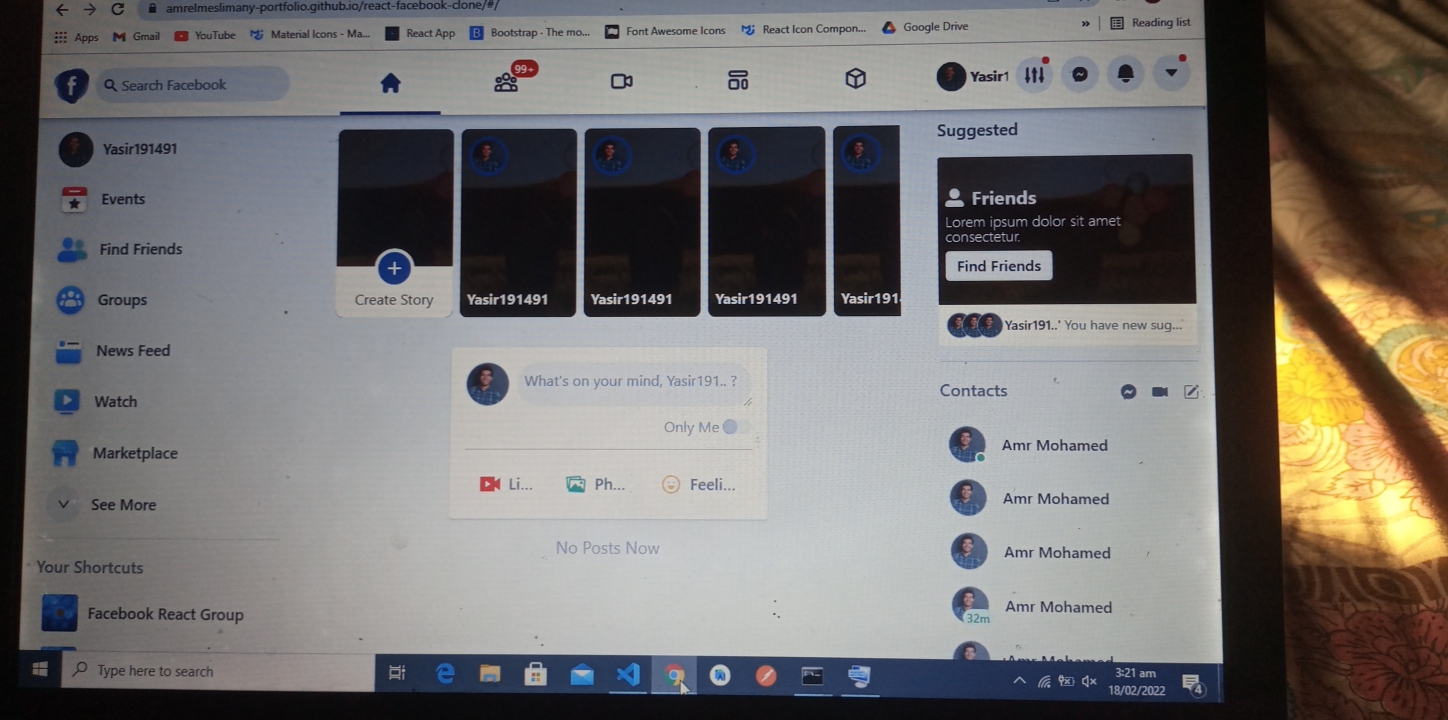 amrelmeslimany-portfolio.github.io/react-facebook-clone/#/
Apps Gmail YouTube Material Icons - Ma... React App Bootstrap · The mo... Font Awesome Icons React Icon Compon... Google Drive » Reading list
Search Facebook
99+
Yasir1
Yasir191491
Events
Find Friends
Groups
News Feed
Watch
Marketplace
See More
Your Shortcuts
Facebook React Group
Create Story
Yasir191491
Yasir191491
Yasir191491
Yasir191
What's on your mind, Yasir191.. ?
Only Me
Li... Ph... Feeli...
No Posts Now
Suggested
Friends
Lorem ipsum dolor sit amet
consectetur.
Find Friends
Yasir191..' You have new sug...
Contacts
Amr Mohamed
Amr Mohamed
Amr Mohamed
Amr Mohamed
32m
Amr Mohamed
Type here to search
3:21 am
18/02/2022
4